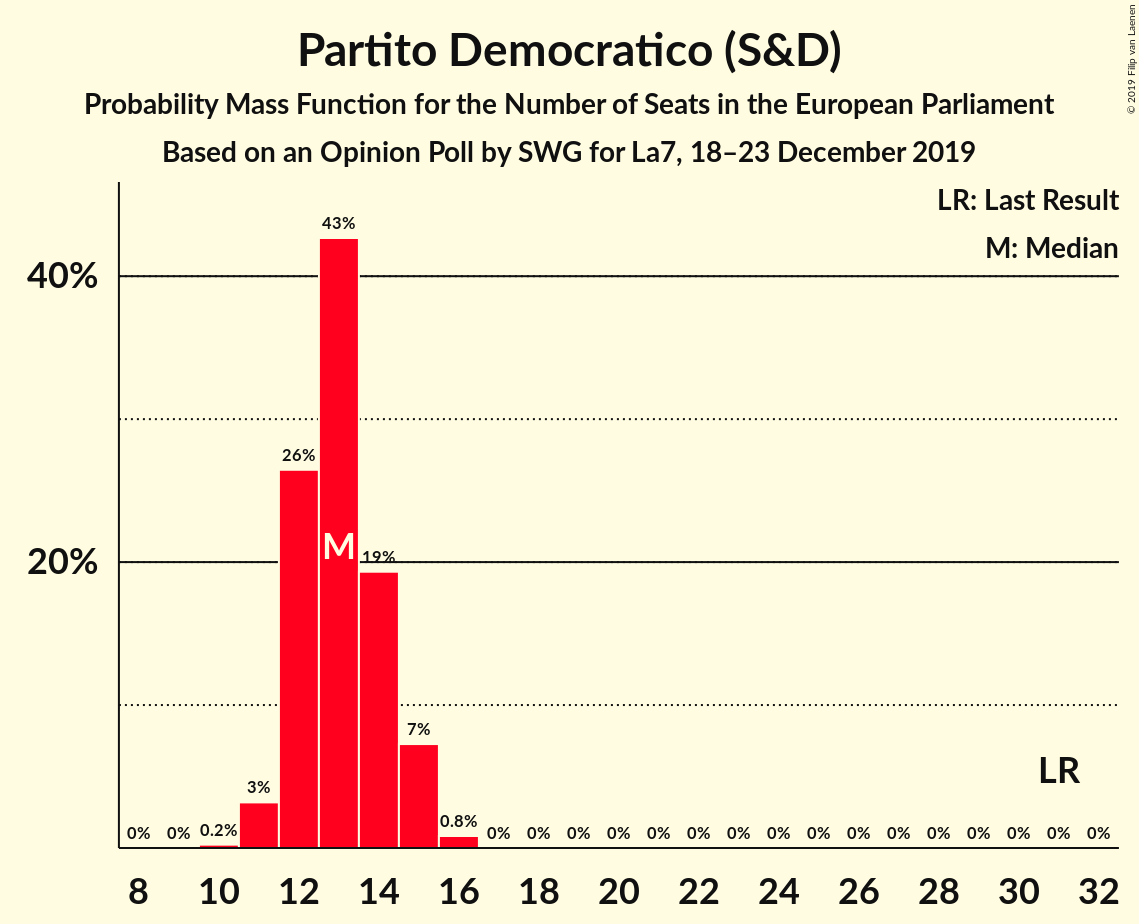 Partito Democratico (S&D)
Probability Mass Function for the Number of Seats in the European Parliament
Based on an Opinion Poll by SWG for La7, 18–23 December 2019
© 2019 Filip van Laenen
LR: Last Result
M: Median
40%
20%
0% 0% 0.2% 3% 26% 43% 19% 7% 0.8% 0% 0% 0% 0% 0% 0% 0% 0% 0% 0% 0% 0% 0% 0% 0% 0%
M
LR
8 10 12 14 16 18 20 22 24 26 28 30 32